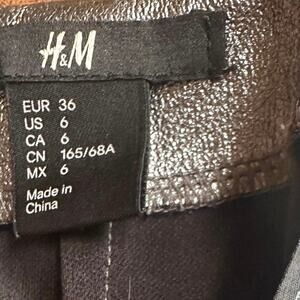 H&M
EUR 36
US 6
CA 6
CN 165/68A
MX 6
Made in
China